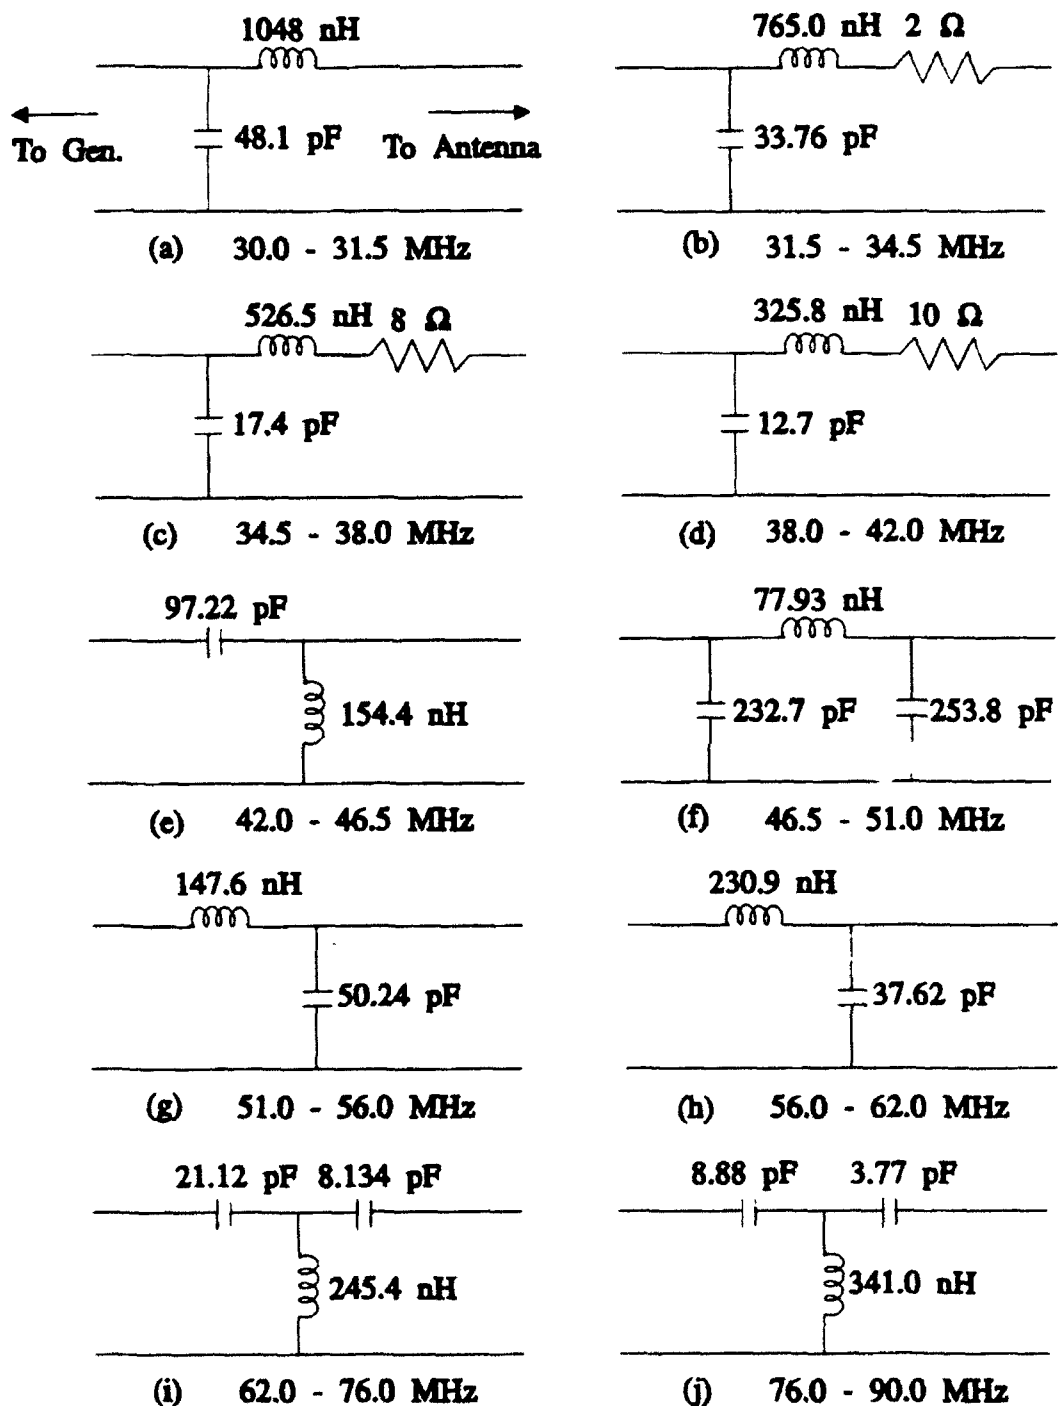 1048 nH
765.0 nH 2 Ω
To Gen.
48.1 pF
To Antenna
33.76 pF
(a) 30.0 - 31.5 MHz
(b) 31.5 - 34.5 MHz
526.5 nH 8 Ω
325.8 nH 10 Ω
17.4 pF
12.7 pF
(c) 34.5 - 38.0 MHz
(d) 38.0 - 42.0 MHz
97.22 pF
77.93 nH
154.4 nH
232.7 pF
253.8 pF
(e) 42.0 - 46.5 MHz
(f) 46.5 - 51.0 MHz
147.6 nH
230.9 nH
50.24 pF
37.62 pF
(g) 51.0 - 56.0 MHz
(h) 56.0 - 62.0 MHz
21.12 pF 8.134 pF
8.88 pF 3.77 pF
245.4 nH
341.0 nH
(i) 62.0 - 76.0 MHz
(j) 76.0 - 90.0 MHz